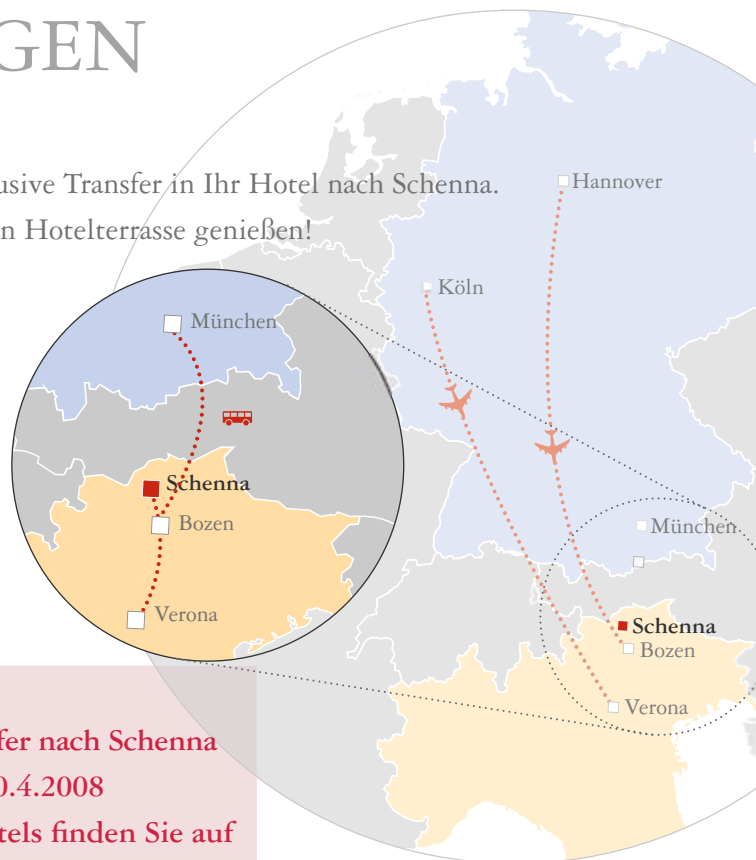 GEN
usive Transfer in Ihr Hotel nach Schenna.
n Hotelterrasse genießen!
Hannover
Köln
München
Schenna
Bozen
Verona
München
Schenna
Bozen
Verona
fer nach Schenna
0.4.2008
tels finden Sie auf